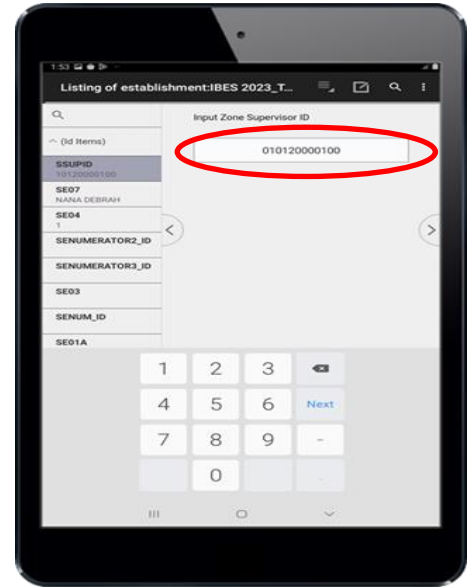 1:53
Listing of establishment:IBES 2023_T...
Input Zone Supervisor ID
(Id Items)
010120000100
SSUPID
10120000100
SE07
NANA DEBRAH
SE04
1
SENUMERATOR2_ID
SENUMERATOR3_ID
SE03
SENUM_ID
SE01A
1 2 3
4 5 6 Next
7 8 9 -
0